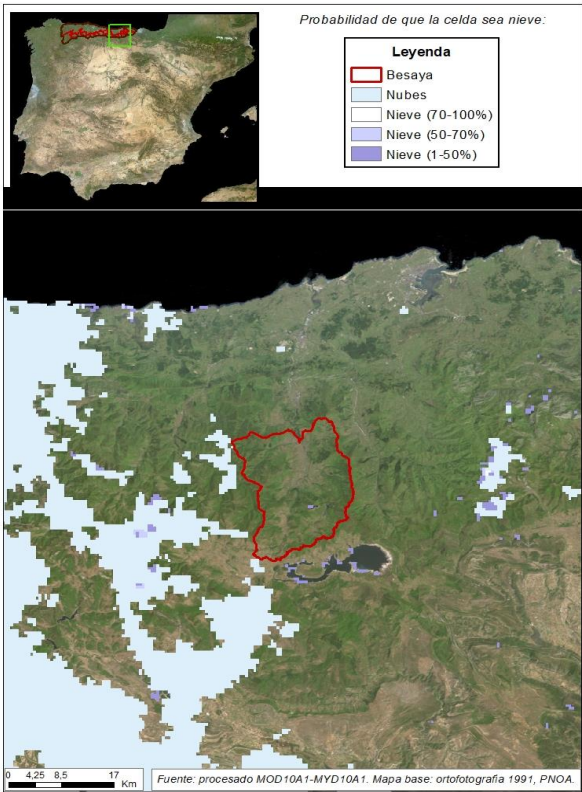 Probabilidad de que la celda sea nieve:
Leyenda
Besaya
Nubes
Nieve (70-100%)
Nieve (50-70%)
Nieve (1-50%)
0 4,25 8,5 17
Km
Fuente: procesado MOD10A1-MYD10A1. Mapa base: ortofotografía 1991, PNOA.